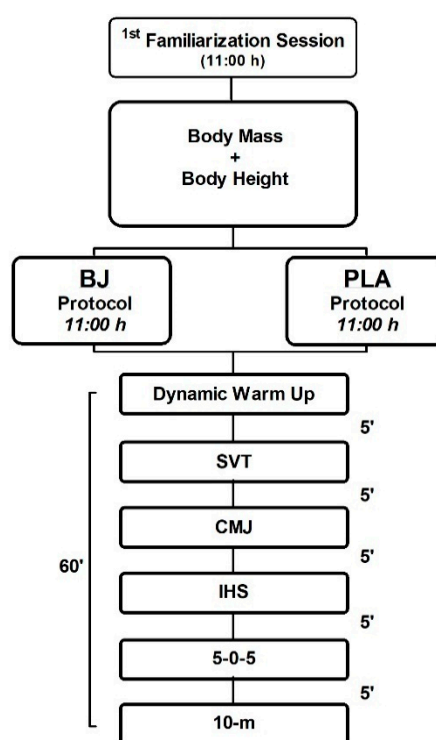 1st Familiarization Session
(11:00 h)
Body Mass
+
Body Height
BJ
Protocol
11:00 h
PLA
Protocol
11:00 h
Dynamic Warm Up
5'
SVT
5'
CMJ
5'
60'
IHS
5'
5-0-5
5'
10-m